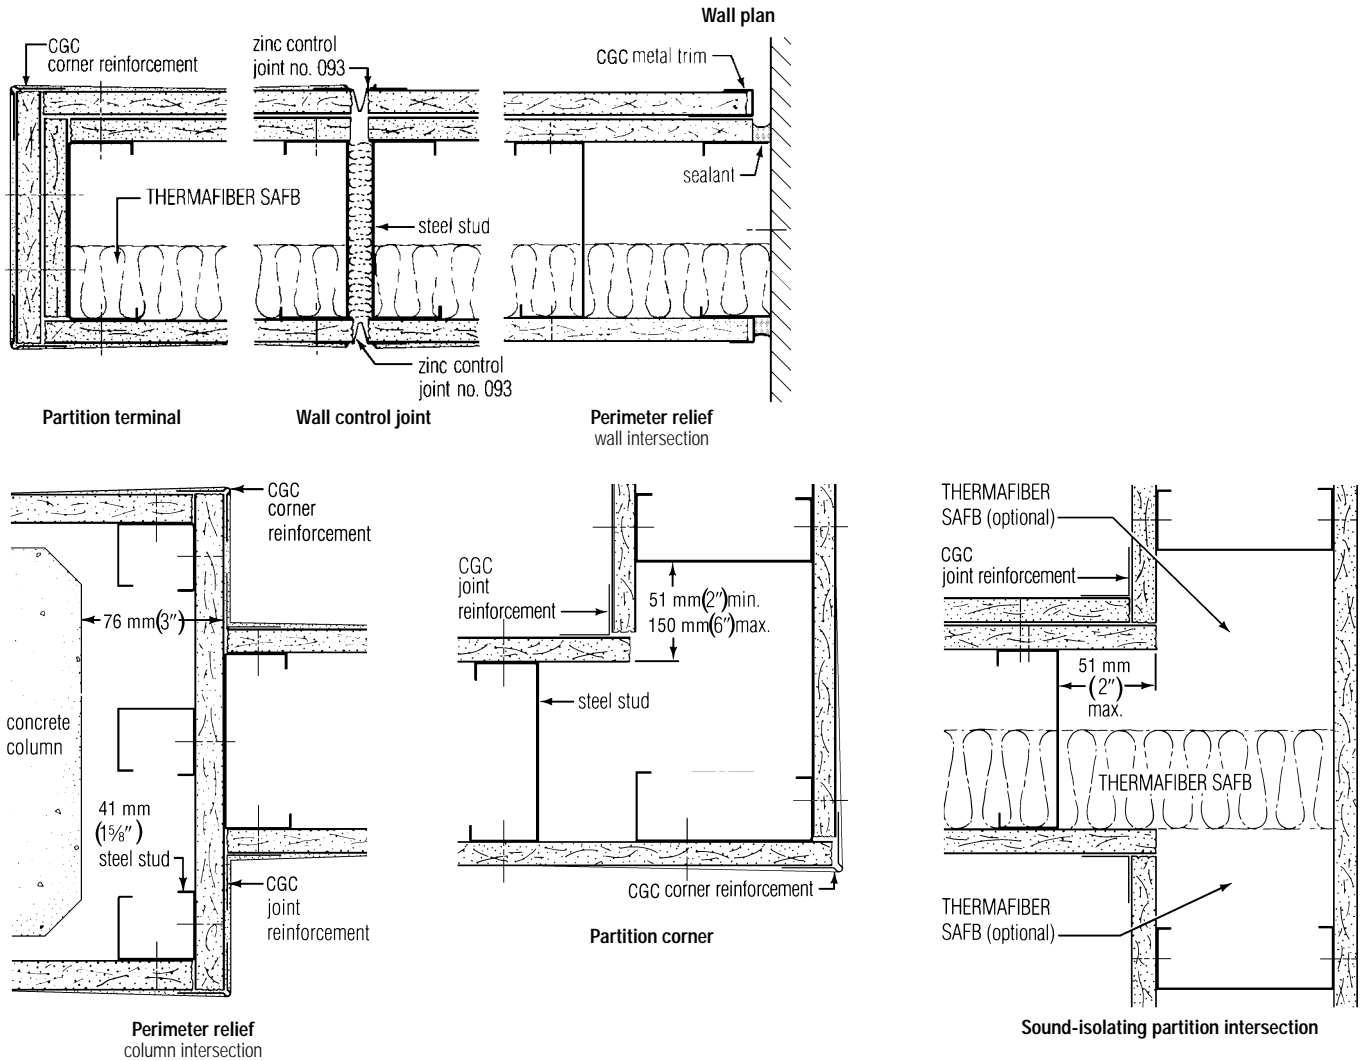 Wall plan
CGC
corner reinforcement
zinc control
joint no. 093
CGC metal trim
sealant
THERMAFIBER SAFB
steel stud
zinc control
joint no. 093
Partition terminal
Wall control joint
Perimeter relief
wall intersection
CGC
corner
reinforcement
76 mm(3″)
concrete
column
41 mm
(1⅝″)
steel stud
CGC
joint
reinforcement
Perimeter relief
column intersection
CGC
joint
reinforcement
51 mm(2″)min.
150 mm(6″)max.
steel stud
CGC corner reinforcement
Partition corner
THERMAFIBER
SAFB (optional)
CGC
joint reinforcement
51 mm
(2″)
max.
THERMAFIBER SAFB
THERMAFIBER
SAFB (optional)
Sound-isolating partition intersection